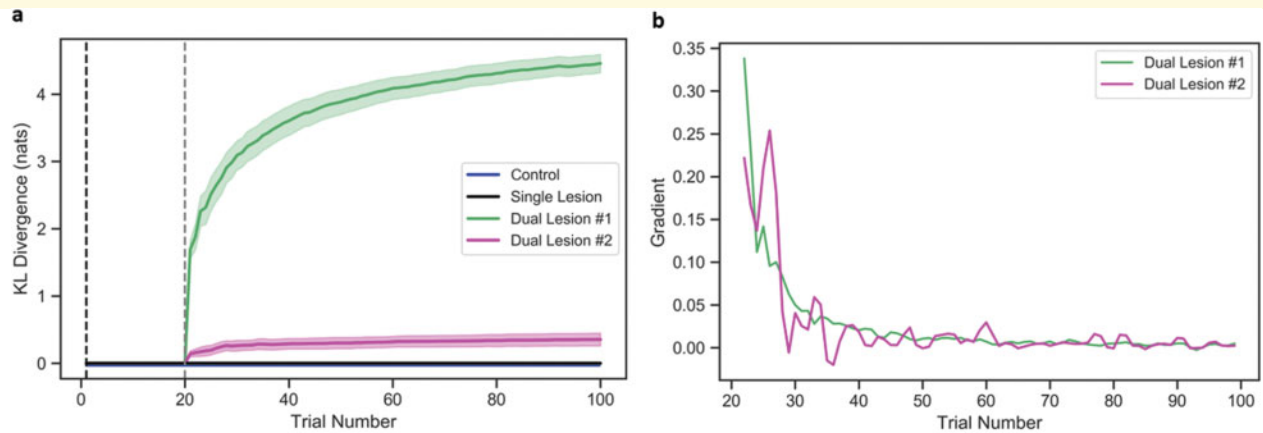 a
KL Divergence (nats)
4
3
2
1
0
0 20 40 60 80 100
Trial Number
Control
Single Lesion
Dual Lesion #1
Dual Lesion #2
b
Gradient
0.35
0.30
0.25
0.20
0.15
0.10
0.05
0.00
20 30 40 50 60 70 80 90 100
Trial Number
Dual Lesion #1
Dual Lesion #2